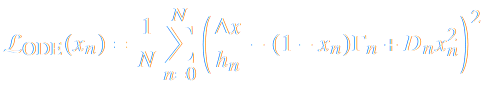 $\mathcal{L}_{\mathrm{ODE}}(x_n) = \frac{1}{N} \sum_{n=0}^{N} \left( \frac{\Delta x}{h_n} - (1 - x_n)\Gamma_n + D_n x_n^2 \right)^2$